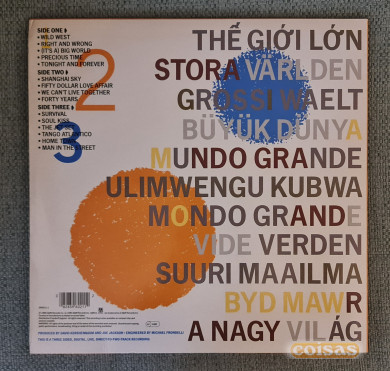 SIDE ONE
• WILD WEST
• RIGHT AND WRONG
• (IT'S A) BIG WORLD
• PRECIOUS TIME
• TONIGHT AND FOREVER
SIDE TWO
• SHANGHAI SKY
• FIFTY DOLLAR LOVE AFFAIR
• WE CAN'T LIVE TOGETHER
• FORTY YEARS
SIDE THREE
• SURVIVAL
• SOUL KISS
• THE
• TANGO ATLANTICO
• HOME
• MAN IN THE STREET
2
3
THẾ GIỚI LỚN
STORA VÄRLDEN
GROSSI WAELT
BÜYÜK DUNYA
MUNDO GRANDE
ULIMWENGU KUBWA
MONDO GRANDE
VIDE VERDEN
SUURI MAAILMA
BYD MAWR
A NAGY VILÁG
coisas